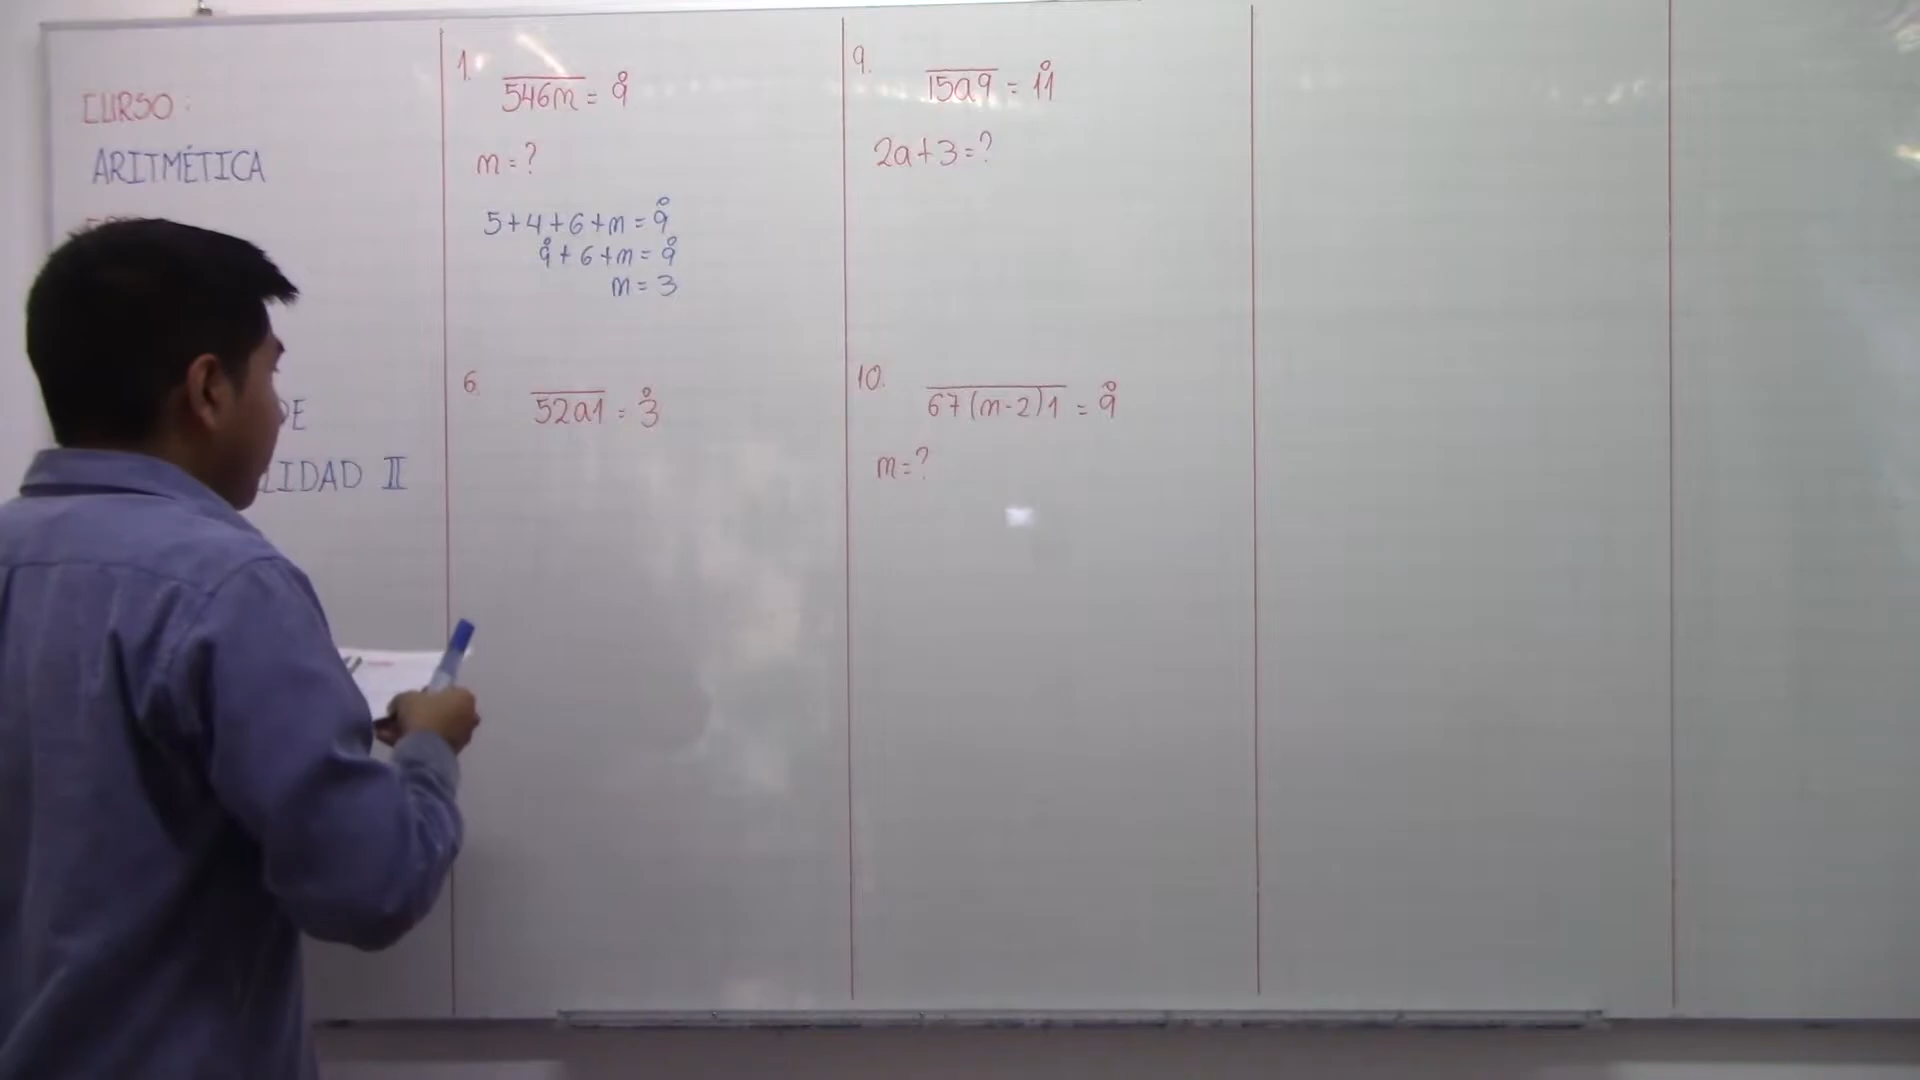 CURSO:
ARITMÉTICA
DE
LIDAD II
1.
546m = 9̊
m = ?
5+4+6+m = 9̊
9̊+6+m = 9̊
m = 3
6.
52a1 = 3̊
9.
15a9 = 11̊
2a+3=?
10.
67(m-2)1 = 9̊
m=?